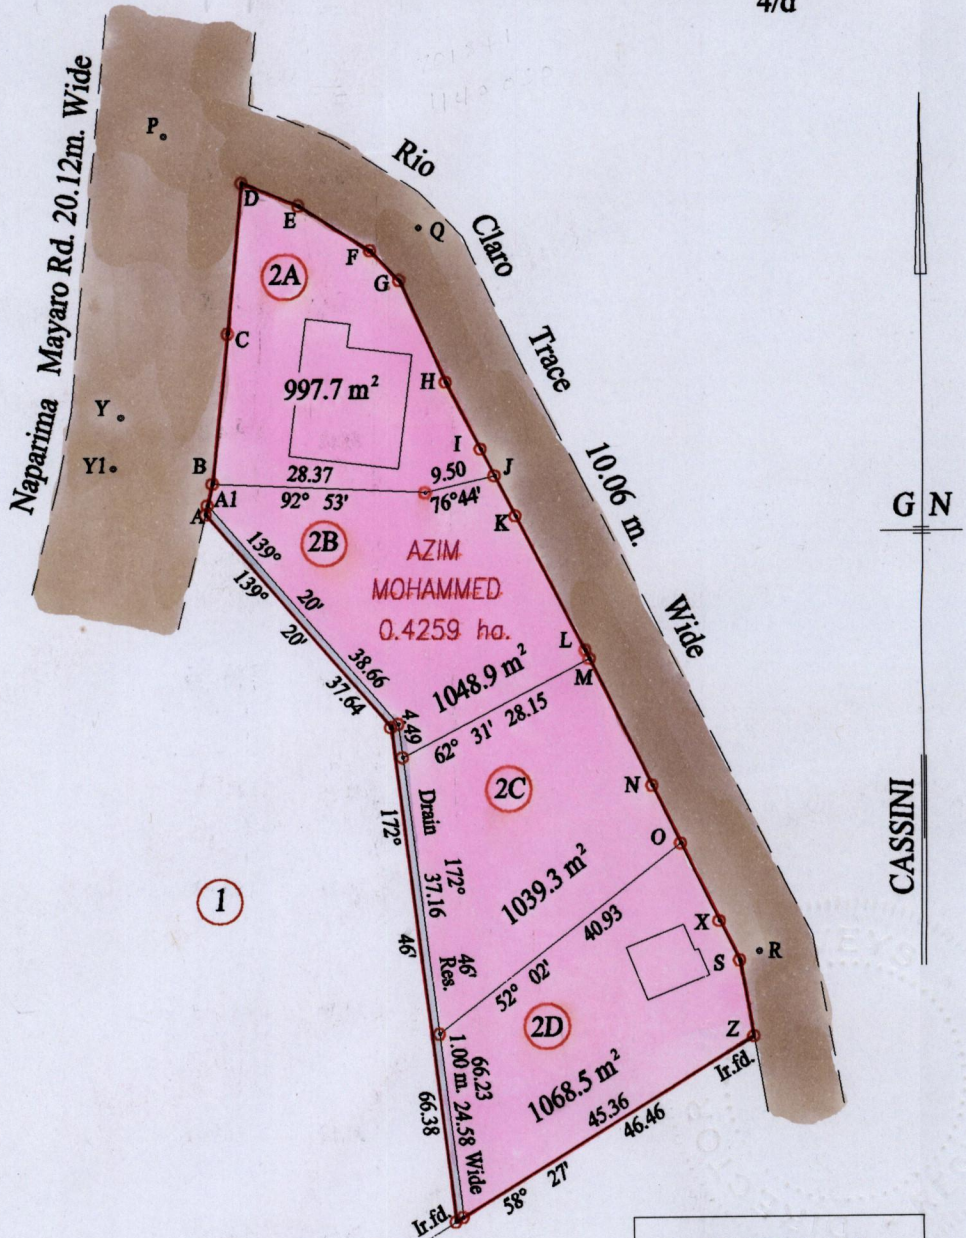 4/d
Naparima Mayaro Rd. 20.12m. Wide
Rio Claro Trace 10.06 m. Wide
P
D
E
F
Q
G
2A
C
997.7 m²
H
Y
I
Y1
B
28.37
9.50
J
92° 53'
76°44'
A1
A
K
G N
139° 20' 38.66
139° 20' 37.64
2B
AZIM
MOHAMMED
0.4259 ha.
L
M
1048.9 m²
4.49
62° 31' 28.15
2C
N
CASSINI
Drain Res. 1.00 m. Wide
172° 46'
172° 37.16 46'
O
1039.3 m²
1
40.93
X
R
S
52° 02'
2D
Z
Ir.fd.
66.23
24.58
66.38
1068.5 m²
45.36
46.46
58° 27'
Ir.fd.